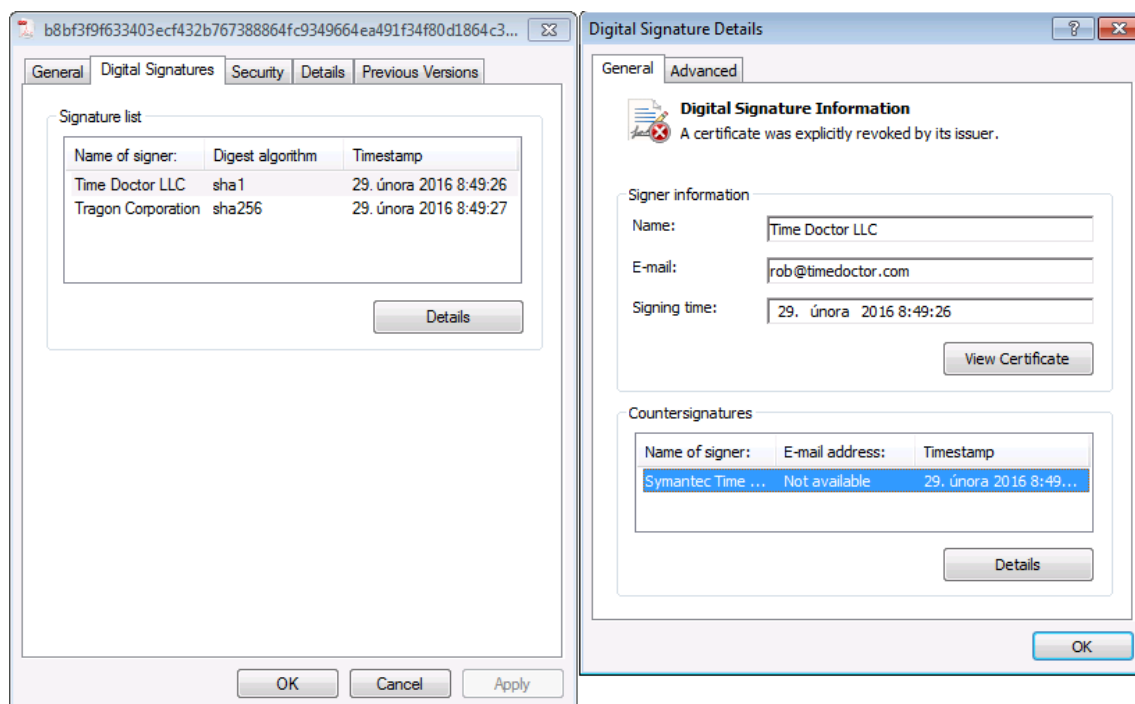 b8bf3f9f633403ecf432b767388864fc9349664ea491f34f80d1864c3...
General Digital Signatures Security Details Previous Versions
Signature list
Name of signer: Digest algorithm Timestamp
Time Doctor LLC sha1 29. února 2016 8:49:26
Tragon Corporation sha256 29. února 2016 8:49:27
Details
OK Cancel Apply
Digital Signature Details
General Advanced
Digital Signature Information
A certificate was explicitly revoked by its issuer.
Signer information
Name: Time Doctor LLC
E-mail: rob@timedoctor.com
Signing time: 29. února 2016 8:49:26
View Certificate
Countersignatures
Name of signer: E-mail address: Timestamp
Symantec Time ... Not available 29. února 2016 8:49...
Details
OK